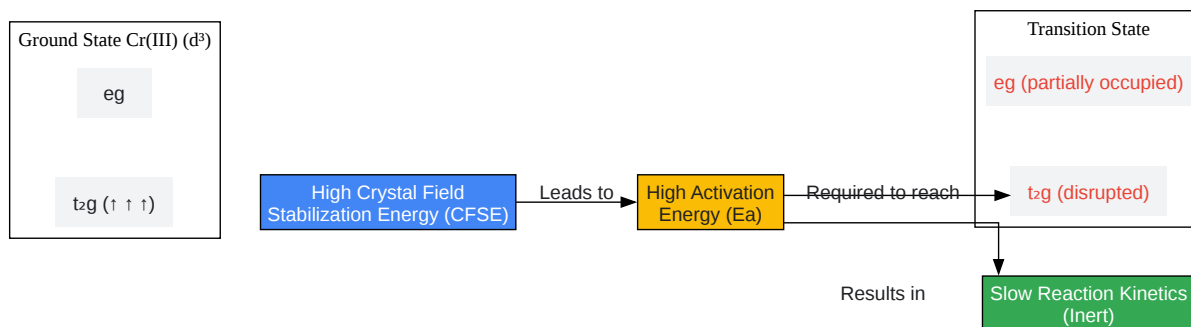 Ground State Cr(III) (d³)
eg
t₂g (↑ ↑ ↑)
High Crystal Field
Stabilization Energy (CFSE)
Leads to
High Activation
Energy (Ea)
Required to reach
Transition State
eg (partially occupied)
t₂g (disrupted)
Results in
Slow Reaction Kinetics
(Inert)